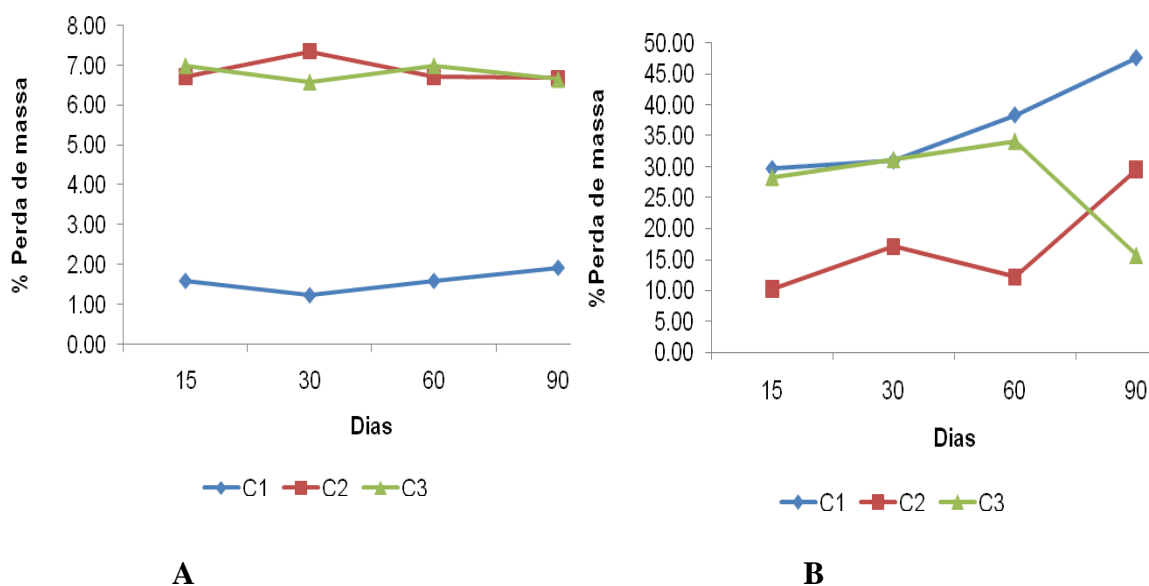 8.00
7.00
6.00
5.00
4.00
3.00
2.00
1.00
0.00
% Perda de masssa
15 30 60 90
Dias
C1 C2 C3
A
50.00
45.00
40.00
35.00
30.00
25.00
20.00
15.00
10.00
5.00
0.00
%Perda de massa
15 30 60 90
Dias
C1 C2 C3
B